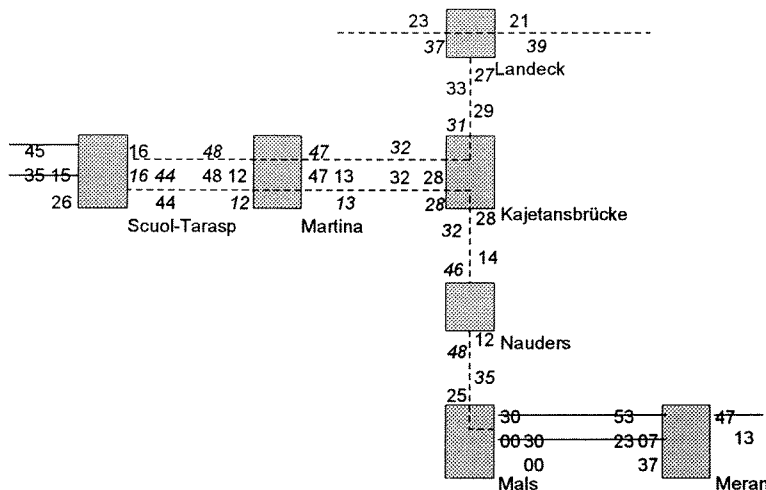 23 21
37 39
Landeck
27
33
29
31
45 16 48 47 32
35 15 16 44 48 12 47 13 32 28
26 44 12 13 28
Scuol-Tarasp Martina Kajetansbrücke
28
32
14
46
Nauders
12
48
35
25
30 53 47
00 30 23 07 13
00 37
Mals Meran